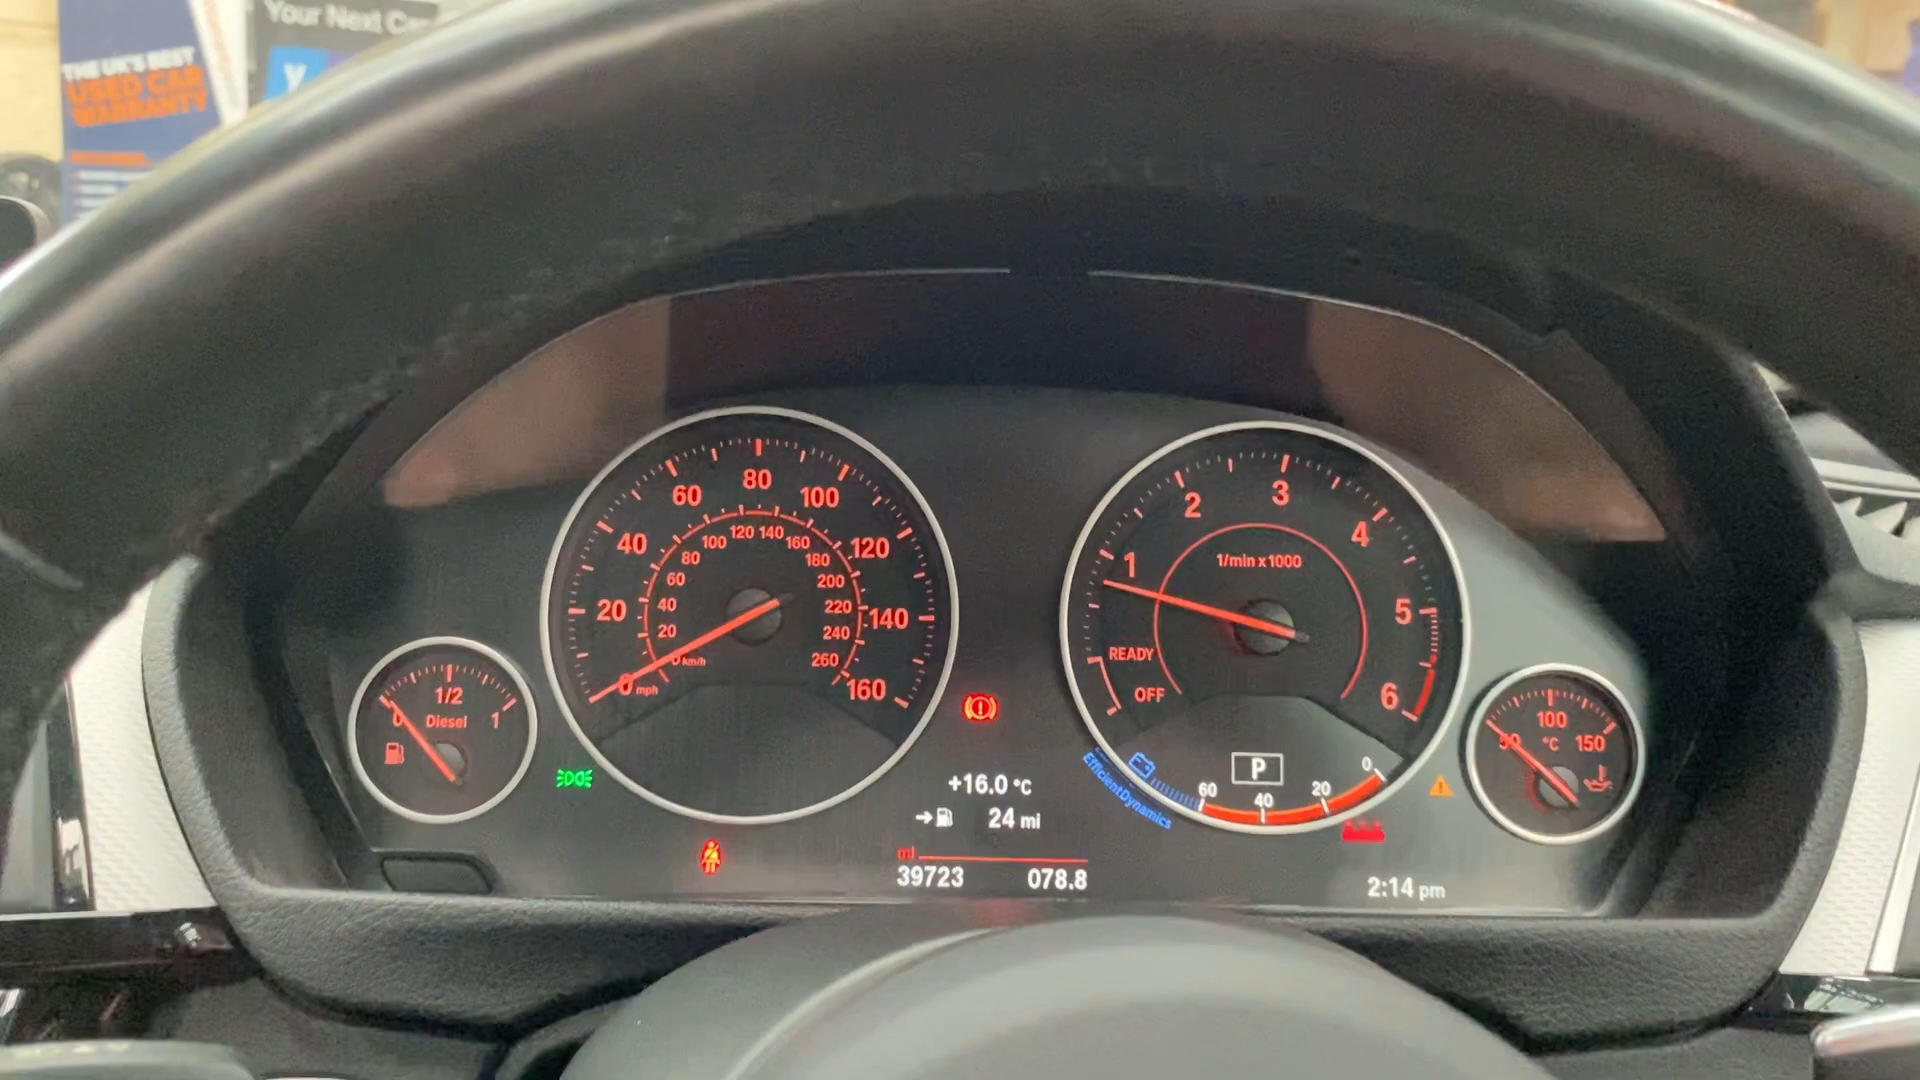 Your Next Car
THE UK'S BEST
USED CAR
WARRANTY
20
40
60
80
100
120
140
160
0 mph
0 km/h
20
40
60
80
100
120
140
160
180
200
220
240
260
1
2
3
4
5
6
1/min x 1000
READY
OFF
0
1/2
1
Diesel
50
100
150
°C
P
60
40
20
0
EfficientDynamics
+16.0 °C
24 mi
mi
39723 078.8
2:14 pm